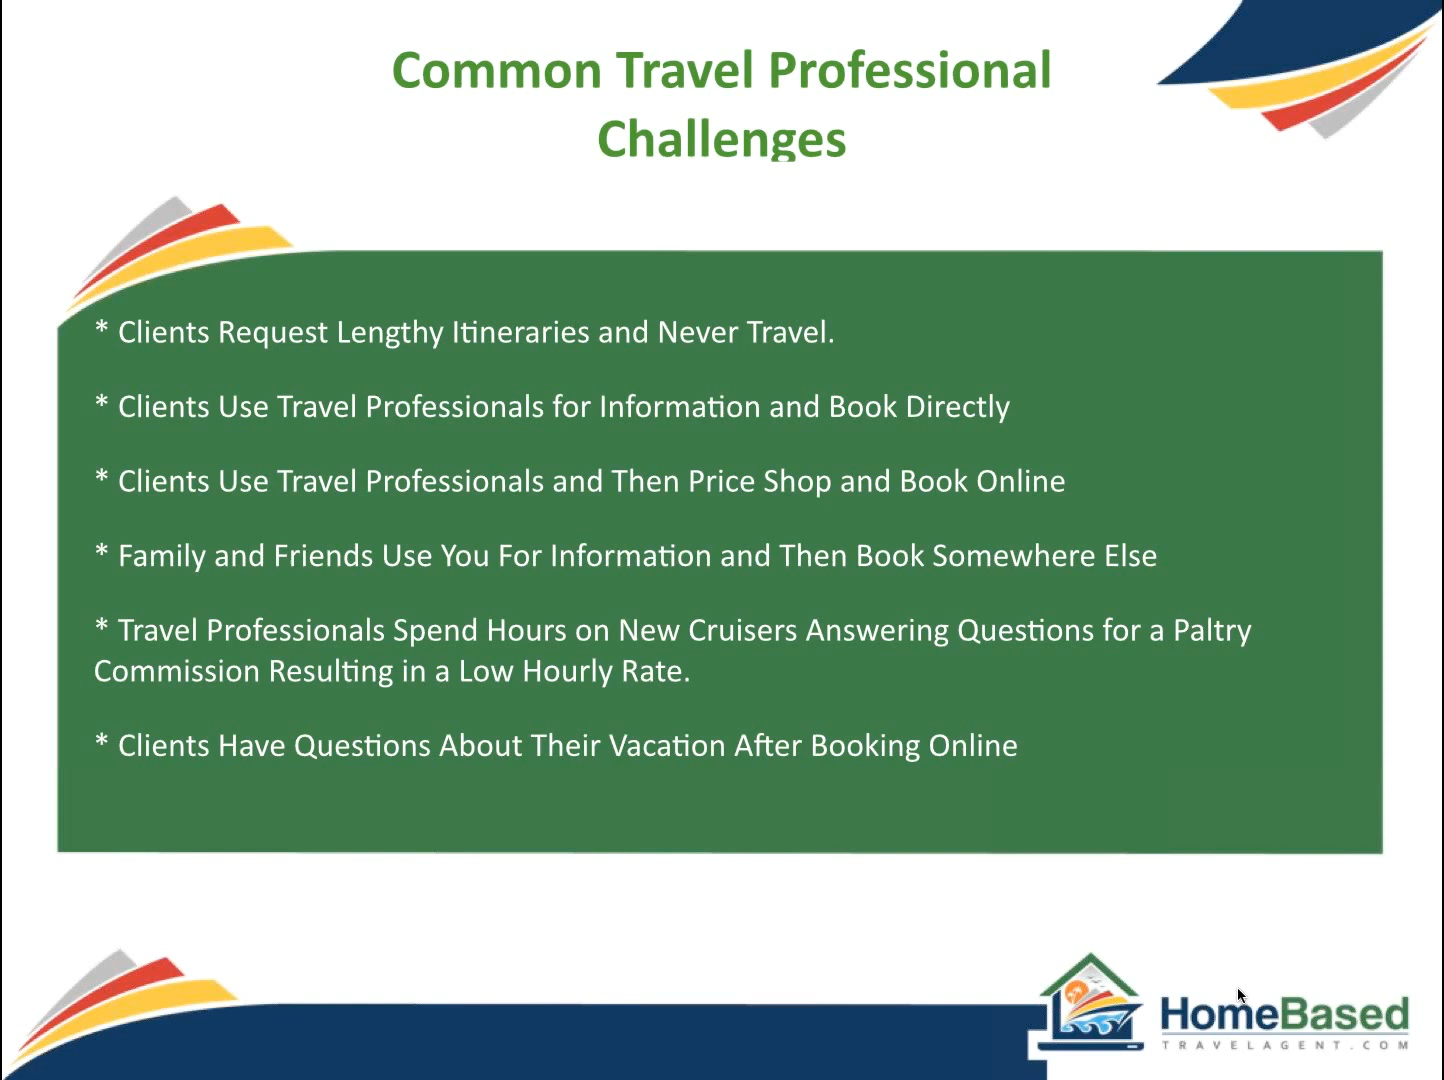 Common Travel Professional
Challenges
* Clients Request Lengthy Itineraries and Never Travel.
* Clients Use Travel Professionals for Information and Book Directly
* Clients Use Travel Professionals and Then Price Shop and Book Online
* Family and Friends Use You For Information and Then Book Somewhere Else
* Travel Professionals Spend Hours on New Cruisers Answering Questions for a Paltry
Commission Resulting in a Low Hourly Rate.
* Clients Have Questions About Their Vacation After Booking Online
HomeBased
TRAVELAGENT.COM